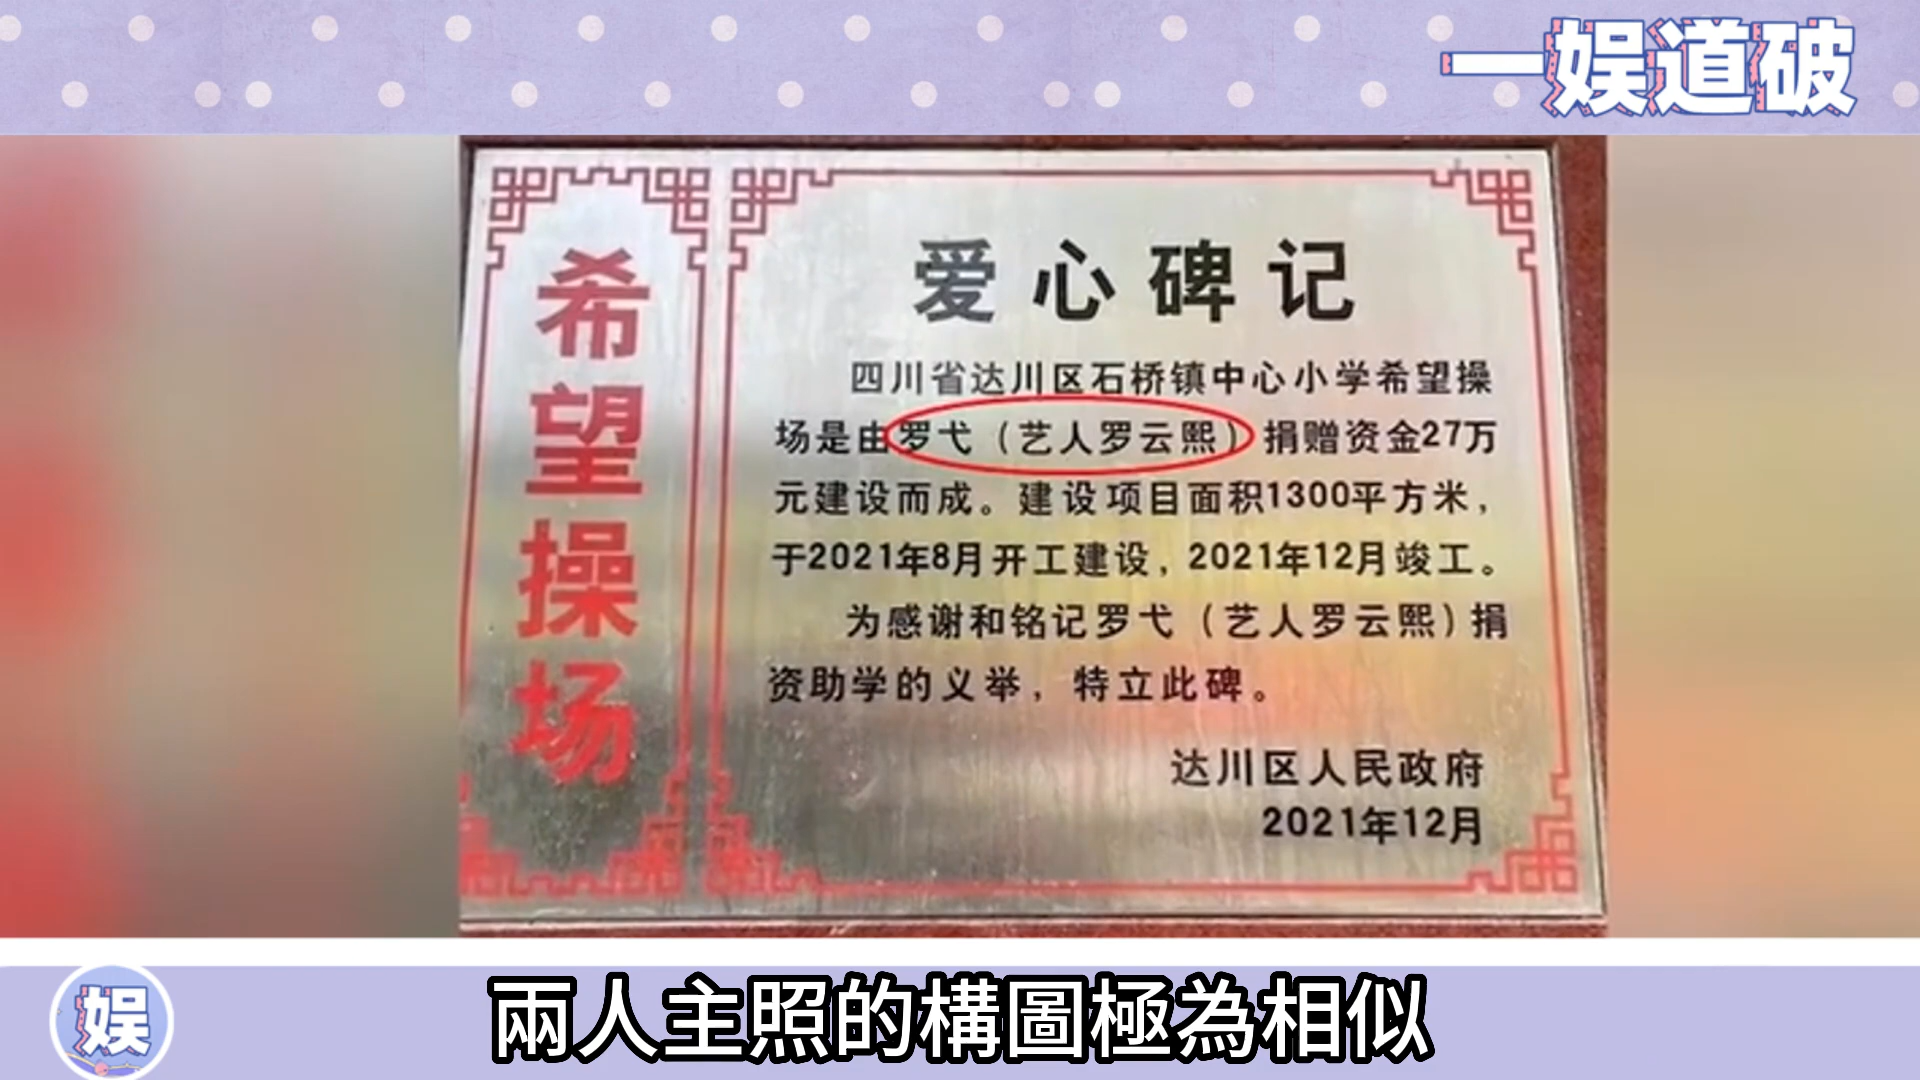 一娱道破
希望操场
爱心碑记
四川省达川区石桥镇中心小学希望操
场是由罗弋（艺人罗云熙）捐赠资金27万
元建设而成。建设项目面积1300平方米，
于2021年8月开工建设，2021年12月竣工。
为感谢和铭记罗弋（艺人罗云熙）捐
资助学的义举，特立此碑。
达川区人民政府
2021年12月
娱
兩人主照的構圖極為相似